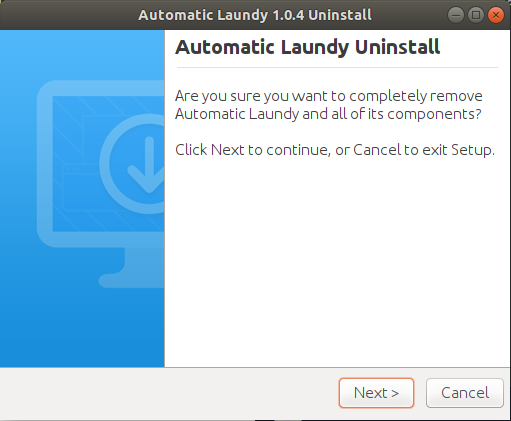 Automatic Laundy 1.0.4 Uninstall
Automatic Laundy Uninstall
Are you sure you want to completely remove
Automatic Laundy and all of its components?
Click Next to continue, or Cancel to exit Setup.
Next >
Cancel